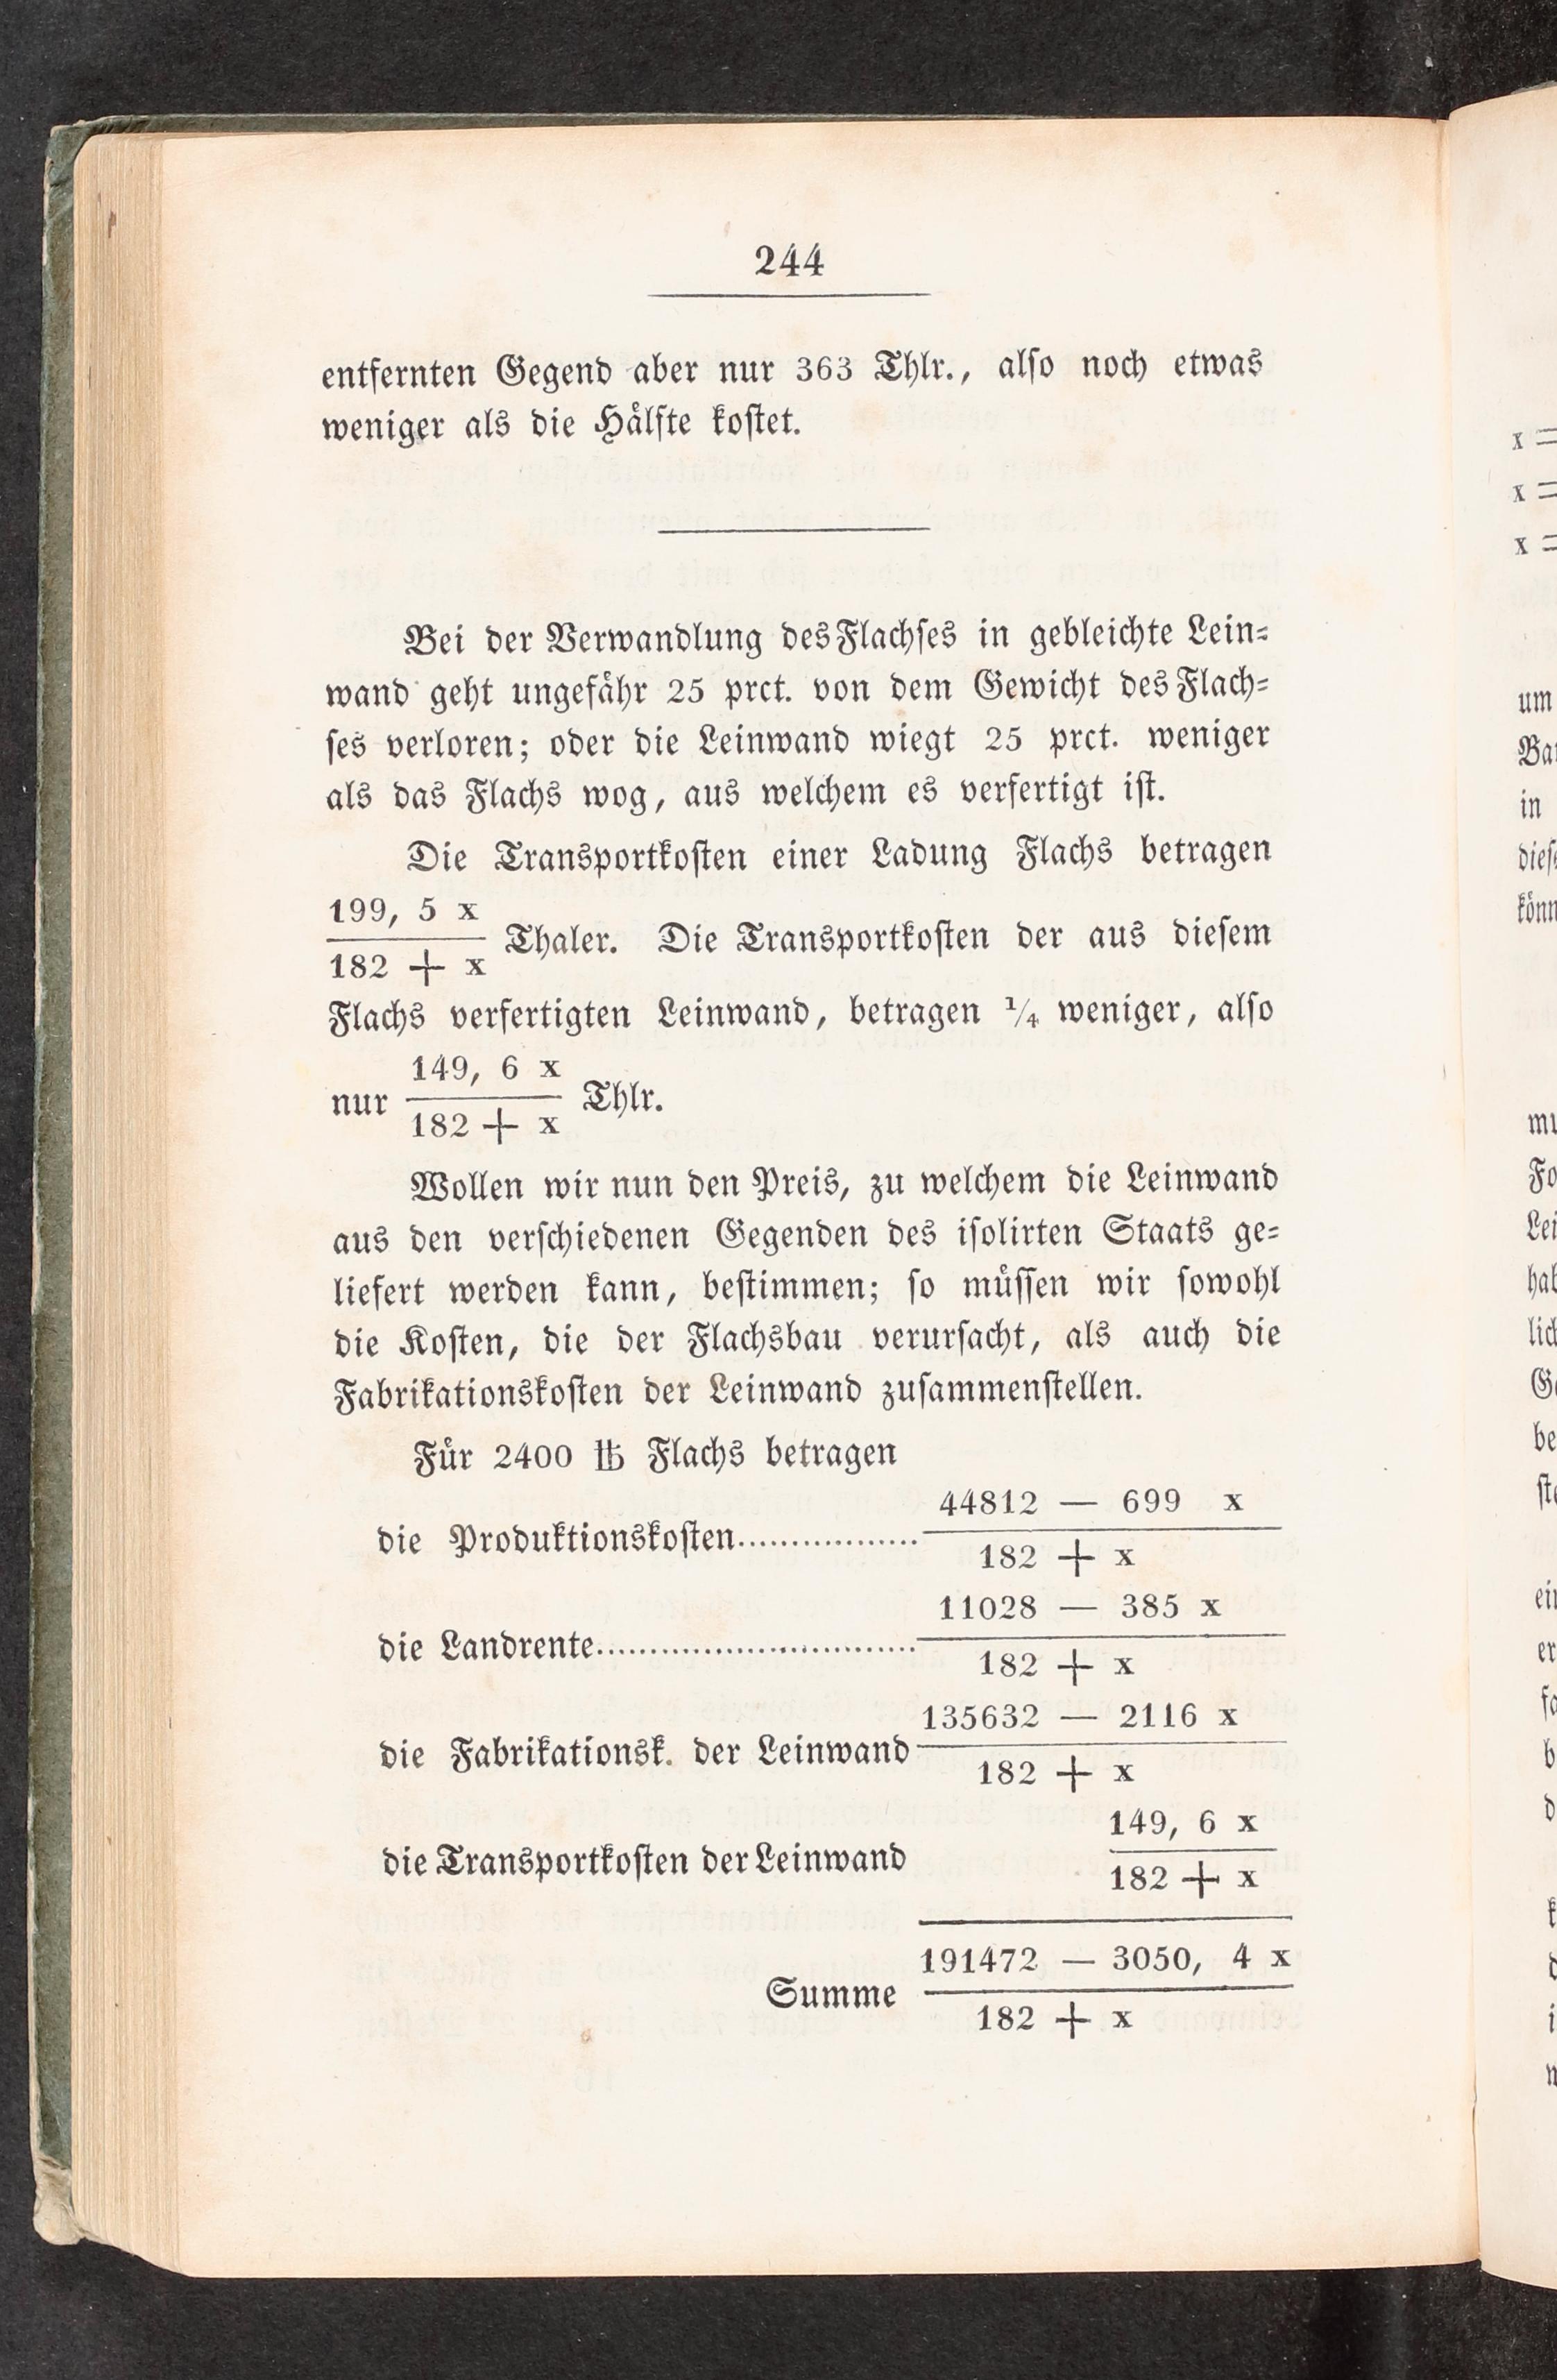 244
entfernten Gegend aber nur 363 Thlr., also noch etwas
weniger als die Hälfte kostet.
Bei der Verwandlung des Flachses in gebleichte Lein-
wand geht ungefähr 25 prct. von dem Gewicht des Flach-
ses verloren; oder die Leinwand wiegt 25 prct. weniger
als das Flachs wog, aus welchem es verfertigt ist.
Die Transportkosten einer Ladung Flachs betragen
199, 5 x
182 + x
Thaler. Die Transportkosten der aus diesem
Flachs verfertigten Leinwand, betragen 1/4 weniger, also
nur
149, 6 x
182 + x
Thlr.
Wollen wir nun den Preis, zu welchem die Leinwand
aus den verschiedenen Gegenden des isolirten Staats ge-
liefert werden kann, bestimmen; so müssen wir sowohl
die Kosten, die der Flachsbau verursacht, als auch die
Fabrikationskosten der Leinwand zusammenstellen.
Für 2400 ℔ Flachs betragen
die Produktionskosten.................
44812 — 699 x
182 + x
die Landrente..............................
11028 — 385 x
182 + x
die Fabrikationsk. der Leinwand
135632 — 2116 x
182 + x
die Transportkosten der Leinwand
149, 6 x
182 + x
Summe
191472 — 3050, 4 x
182 + x
x =
x =
x =
um
in